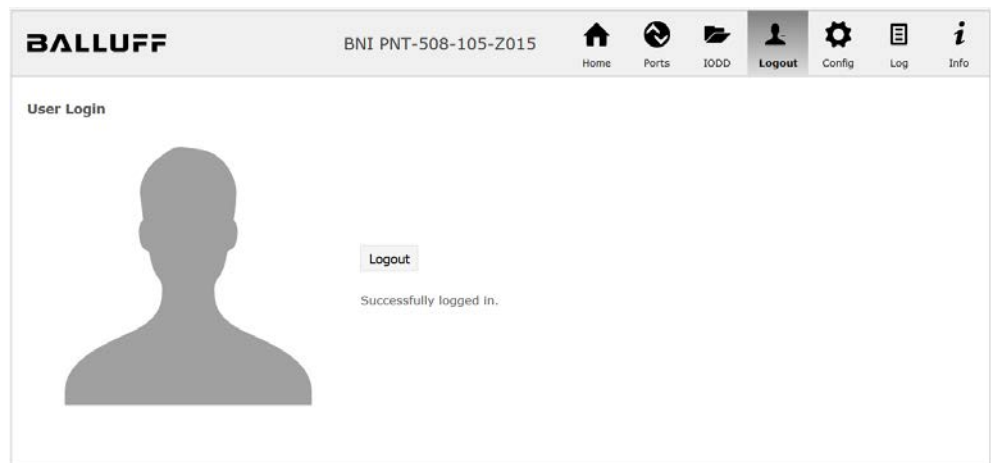 BALLUFF
BNI PNT-508-105-Z015
Home Ports IODD Logout Config Log Info
User Login
Logout
Successfully logged in.